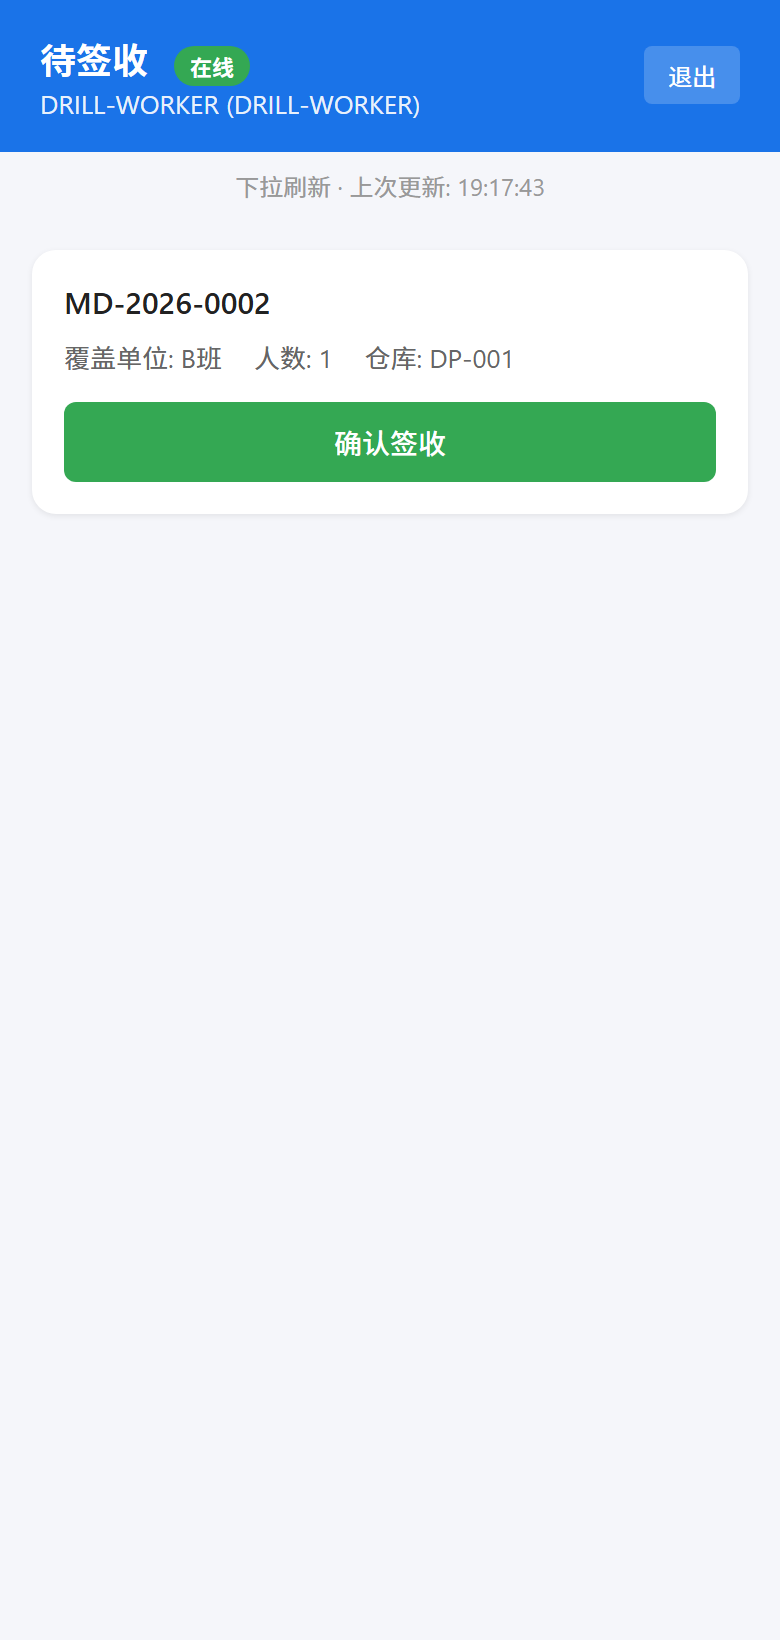 待签收 在线
DRILL-WORKER (DRILL-WORKER)
退出
下拉刷新 · 上次更新: 19:17:43
MD-2026-0002
覆盖单位: B班 人数: 1 仓库: DP-001
确认签收